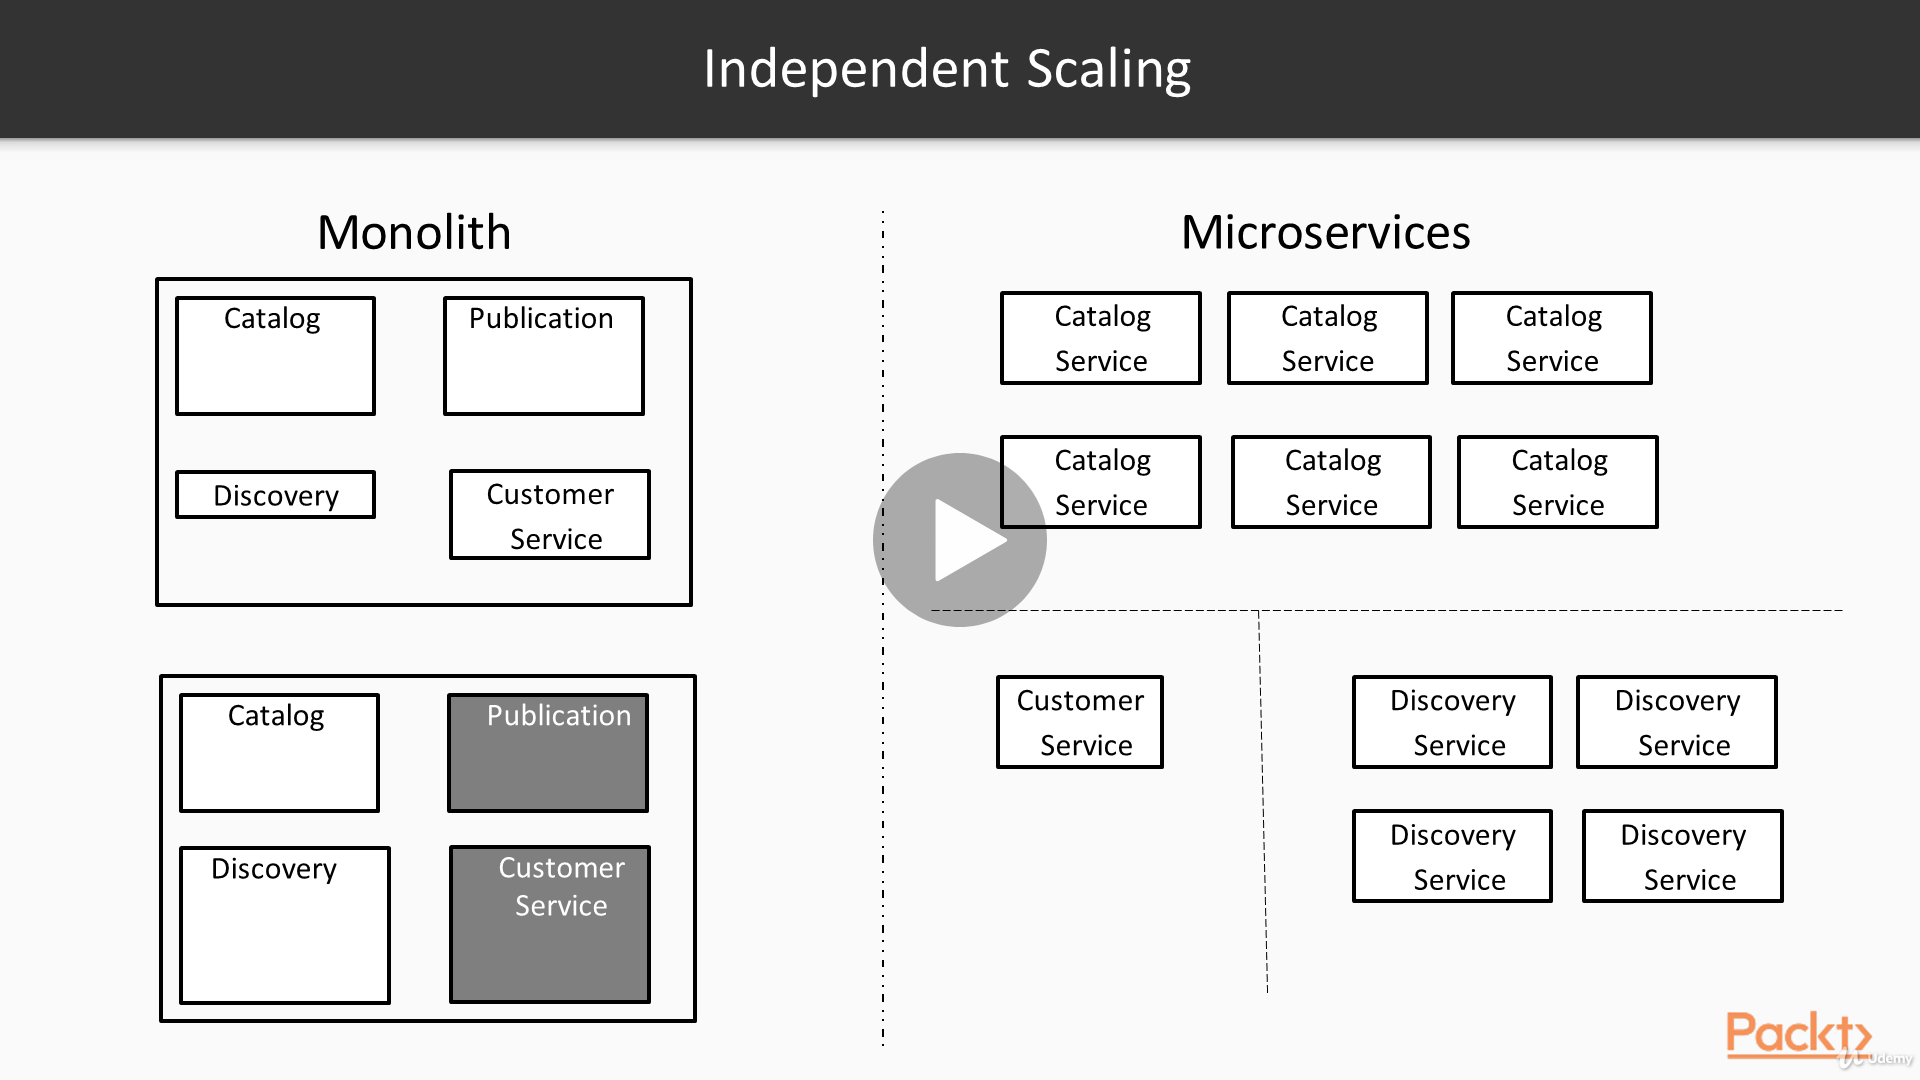 Independent Scaling
Monolith
Catalog
Publication
Discovery
Customer
Service
Catalog
Publication
Discovery
Customer
Service
Microservices
Catalog
Service
Catalog
Service
Catalog
Service
Catalog
Service
Catalog
Service
Catalog
Service
Customer
Service
Discovery
Service
Discovery
Service
Discovery
Service
Discovery
Service
Packt
Udemy